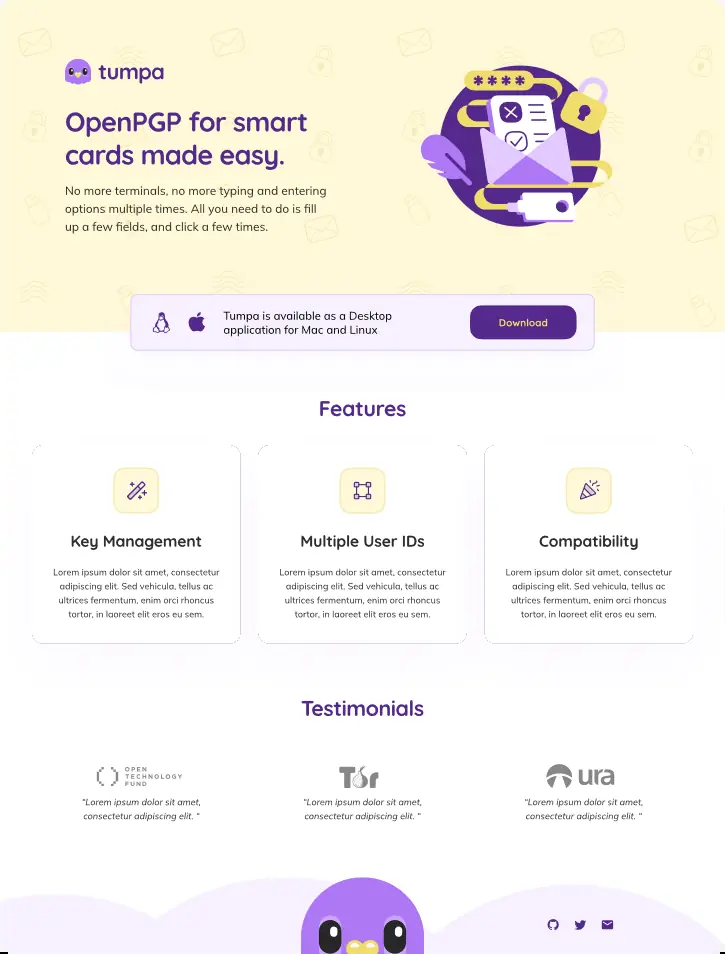 tumpa
OpenPGP for smart
cards made easy.
No more terminals, no more typing and entering
options multiple times. All you need to do is fill
up a few fields, and click a few times.
****
Tumpa is available as a Desktop
application for Mac and Linux
Download
Features
Key Management
Lorem ipsum dolor sit amet, consectetur
adipiscing elit. Sed vehicula, tellus ac
ultrices fermentum, enim orci rhoncus
tortor, in laoreet elit eros eu sem.
Multiple User IDs
Lorem ipsum dolor sit amet, consectetur
adipiscing elit. Sed vehicula, tellus ac
ultrices fermentum, enim orci rhoncus
tortor, in laoreet elit eros eu sem.
Compatibility
Lorem ipsum dolor sit amet, consectetur
adipiscing elit. Sed vehicula, tellus ac
ultrices fermentum, enim orci rhoncus
tortor, in laoreet elit eros eu sem.
Testimonials
OPEN
TECHNOLOGY
FUND
“Lorem ipsum dolor sit amet,
consectetur adipiscing elit. “
Tor
“Lorem ipsum dolor sit amet,
consectetur adipiscing elit. “
ura
“Lorem ipsum dolor sit amet,
consectetur adipiscing elit. “